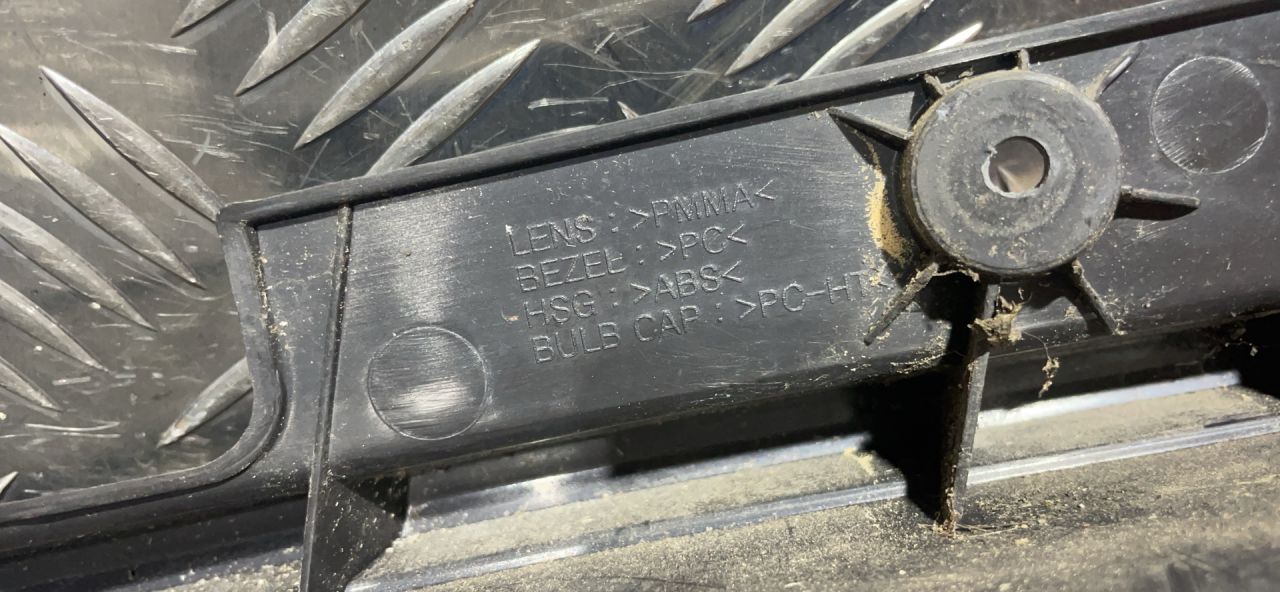 LENS : >PMMA<
BEZEL : >PC<
HSG : >ABS<
BULB CAP : >PC-HT<